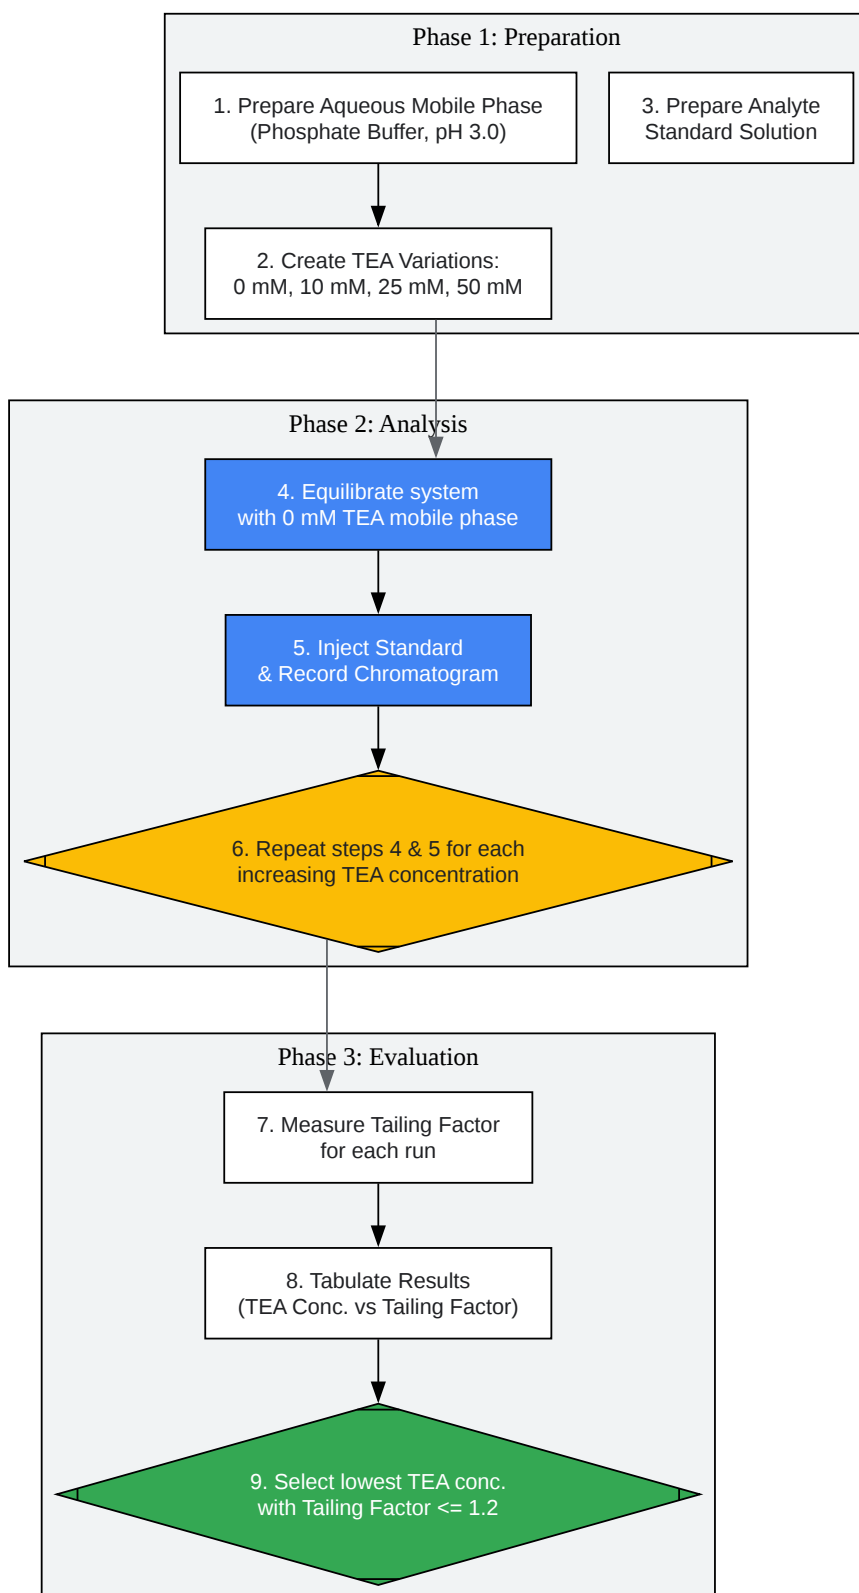 Phase 1: Preparation
1. Prepare Aqueous Mobile Phase
(Phosphate Buffer, pH 3.0)
3. Prepare Analyte
Standard Solution
2. Create TEA Variations:
0 mM, 10 mM, 25 mM, 50 mM
Phase 2: Analysis
4. Equilibrate system
with 0 mM TEA mobile phase
5. Inject Standard
& Record Chromatogram
6. Repeat steps 4 & 5 for each
increasing TEA concentration
Phase 3: Evaluation
7. Measure Tailing Factor
for each run
8. Tabulate Results
(TEA Conc. vs Tailing Factor)
9. Select lowest TEA conc.
with Tailing Factor <= 1.2